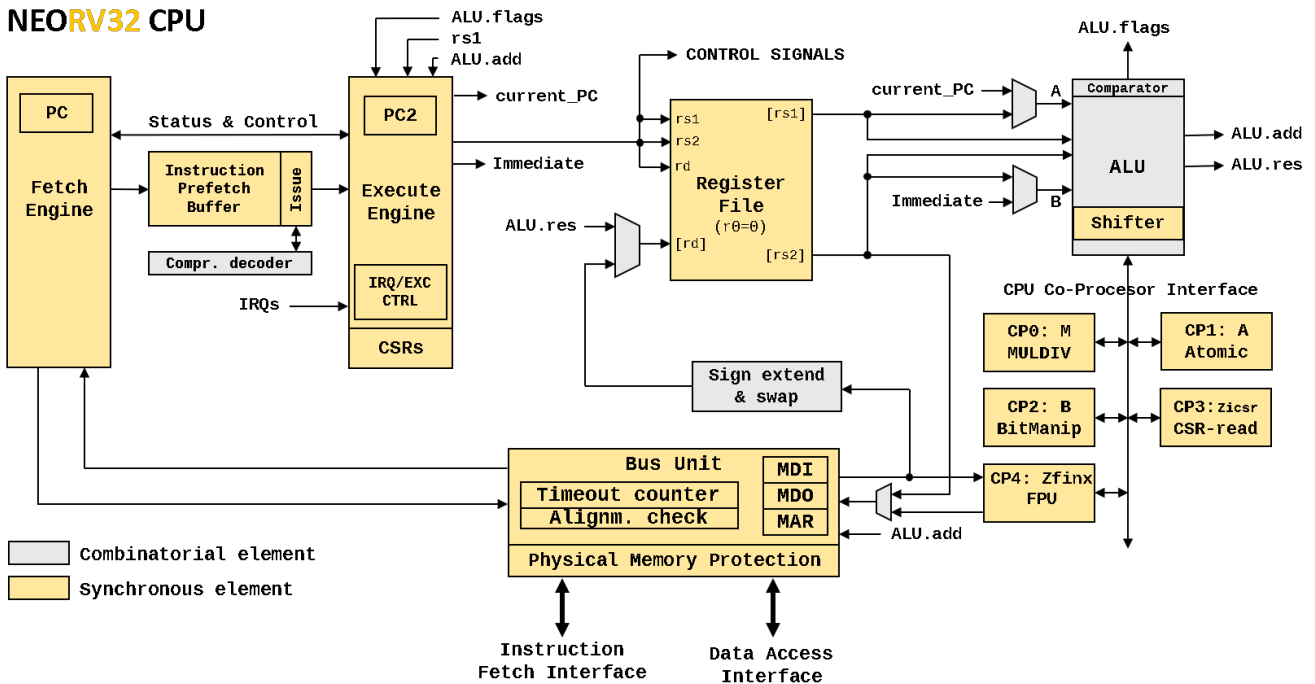 NEORV32 CPU
ALU.flags
rs1
ALU.add
CONTROL SIGNALS
ALU.flags
PC
Status & Control
PC2
current_PC
current_PC
A
Comparator
rs1
[rs1]
rs2
ALU.add
Instruction
Prefetch
Buffer
Issue
Immediate
rd
ALU
ALU.res
Fetch
Engine
Execute
Engine
Register
File
(r0=0)
Immediate
B
Shifter
ALU.res
[rd]
[rs2]
Compr. decoder
IRQ/EXC
CTRL
IRQs
CPU Co-Procesor Interface
CP0: M
MULDIV
CP1: A
Atomic
CSRs
Sign extend
& swap
CP2: B
BitManip
CP3:Zicsr
CSR-read
Bus Unit
MDI
MDO
MAR
Timeout counter
Alignm. check
CP4: Zfinx
FPU
ALU.add
Physical Memory Protection
Combinatorial element
Synchronous element
Instruction
Fetch Interface
Data Access
Interface